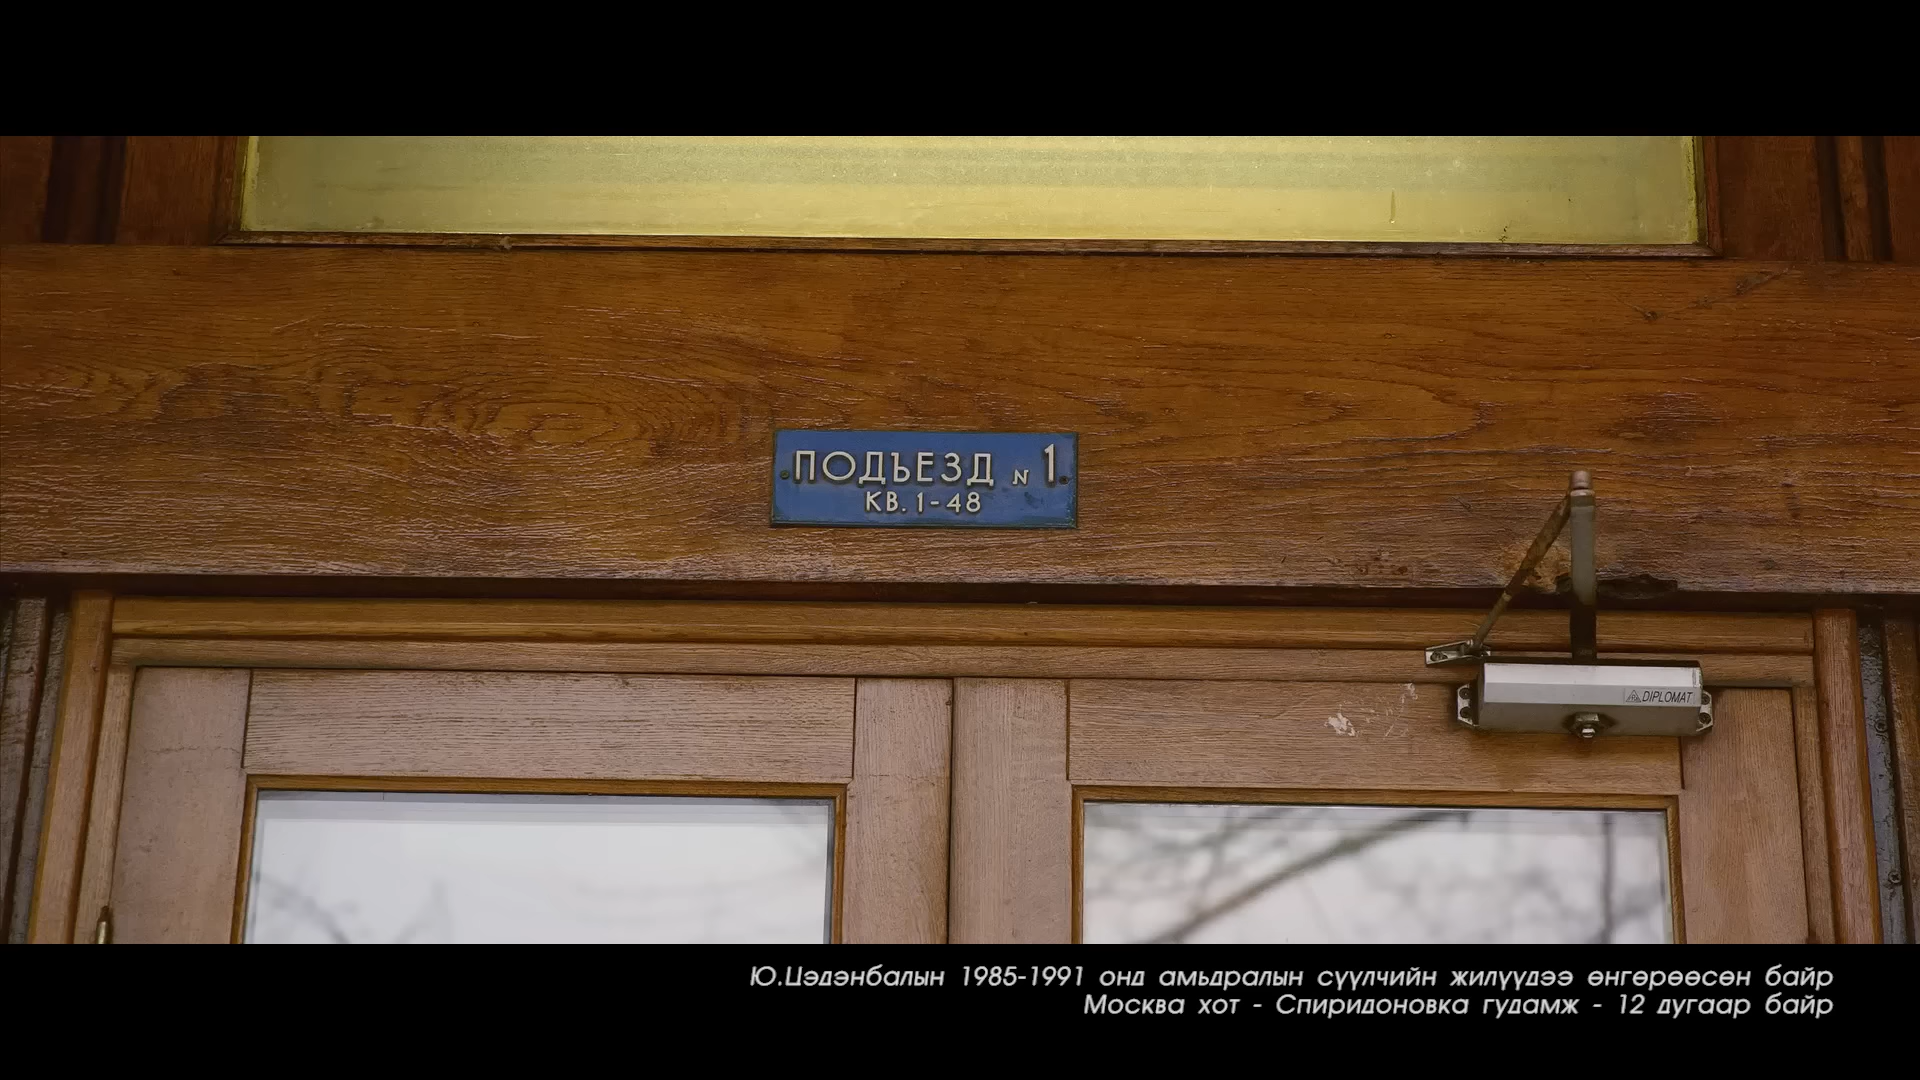 ПОДЪЕЗД N 1
КВ. 1-48
DIPLOMAT
Ю.Цэдэнбалын 1985-1991 онд амьдралын сүүлчийн жилүүдээ өнгөрөөсөн байр
Москва хот - Спиридоновка гудамж - 12 дугаар байр